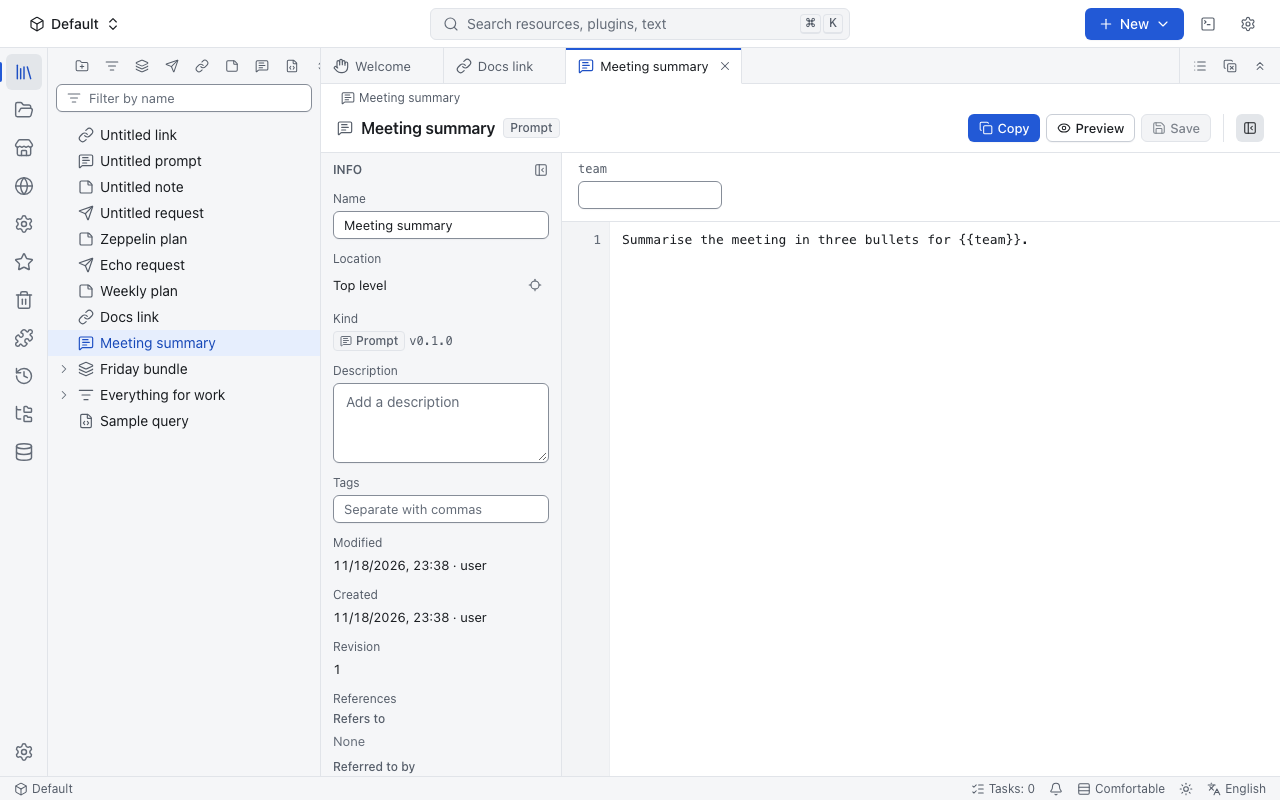 Default
Search resources, plugins, text
⌘ K
New
Welcome
Docs link
Meeting summary
Filter by name
Untitled link
Untitled prompt
Untitled note
Untitled request
Zeppelin plan
Echo request
Weekly plan
Docs link
Meeting summary
Friday bundle
Everything for work
Sample query
Meeting summary
Meeting summary
Prompt
Copy
Preview
Save
INFO
Name
Meeting summary
Location
Top level
Kind
Prompt v0.1.0
Description
Add a description
Tags
Separate with commas
Modified
11/18/2026, 23:38 · user
Created
11/18/2026, 23:38 · user
Revision
1
References
Refers to
None
Referred to by
team
1 Summarise the meeting in three bullets for {{team}}.
Default
Tasks: 0
Comfortable
English